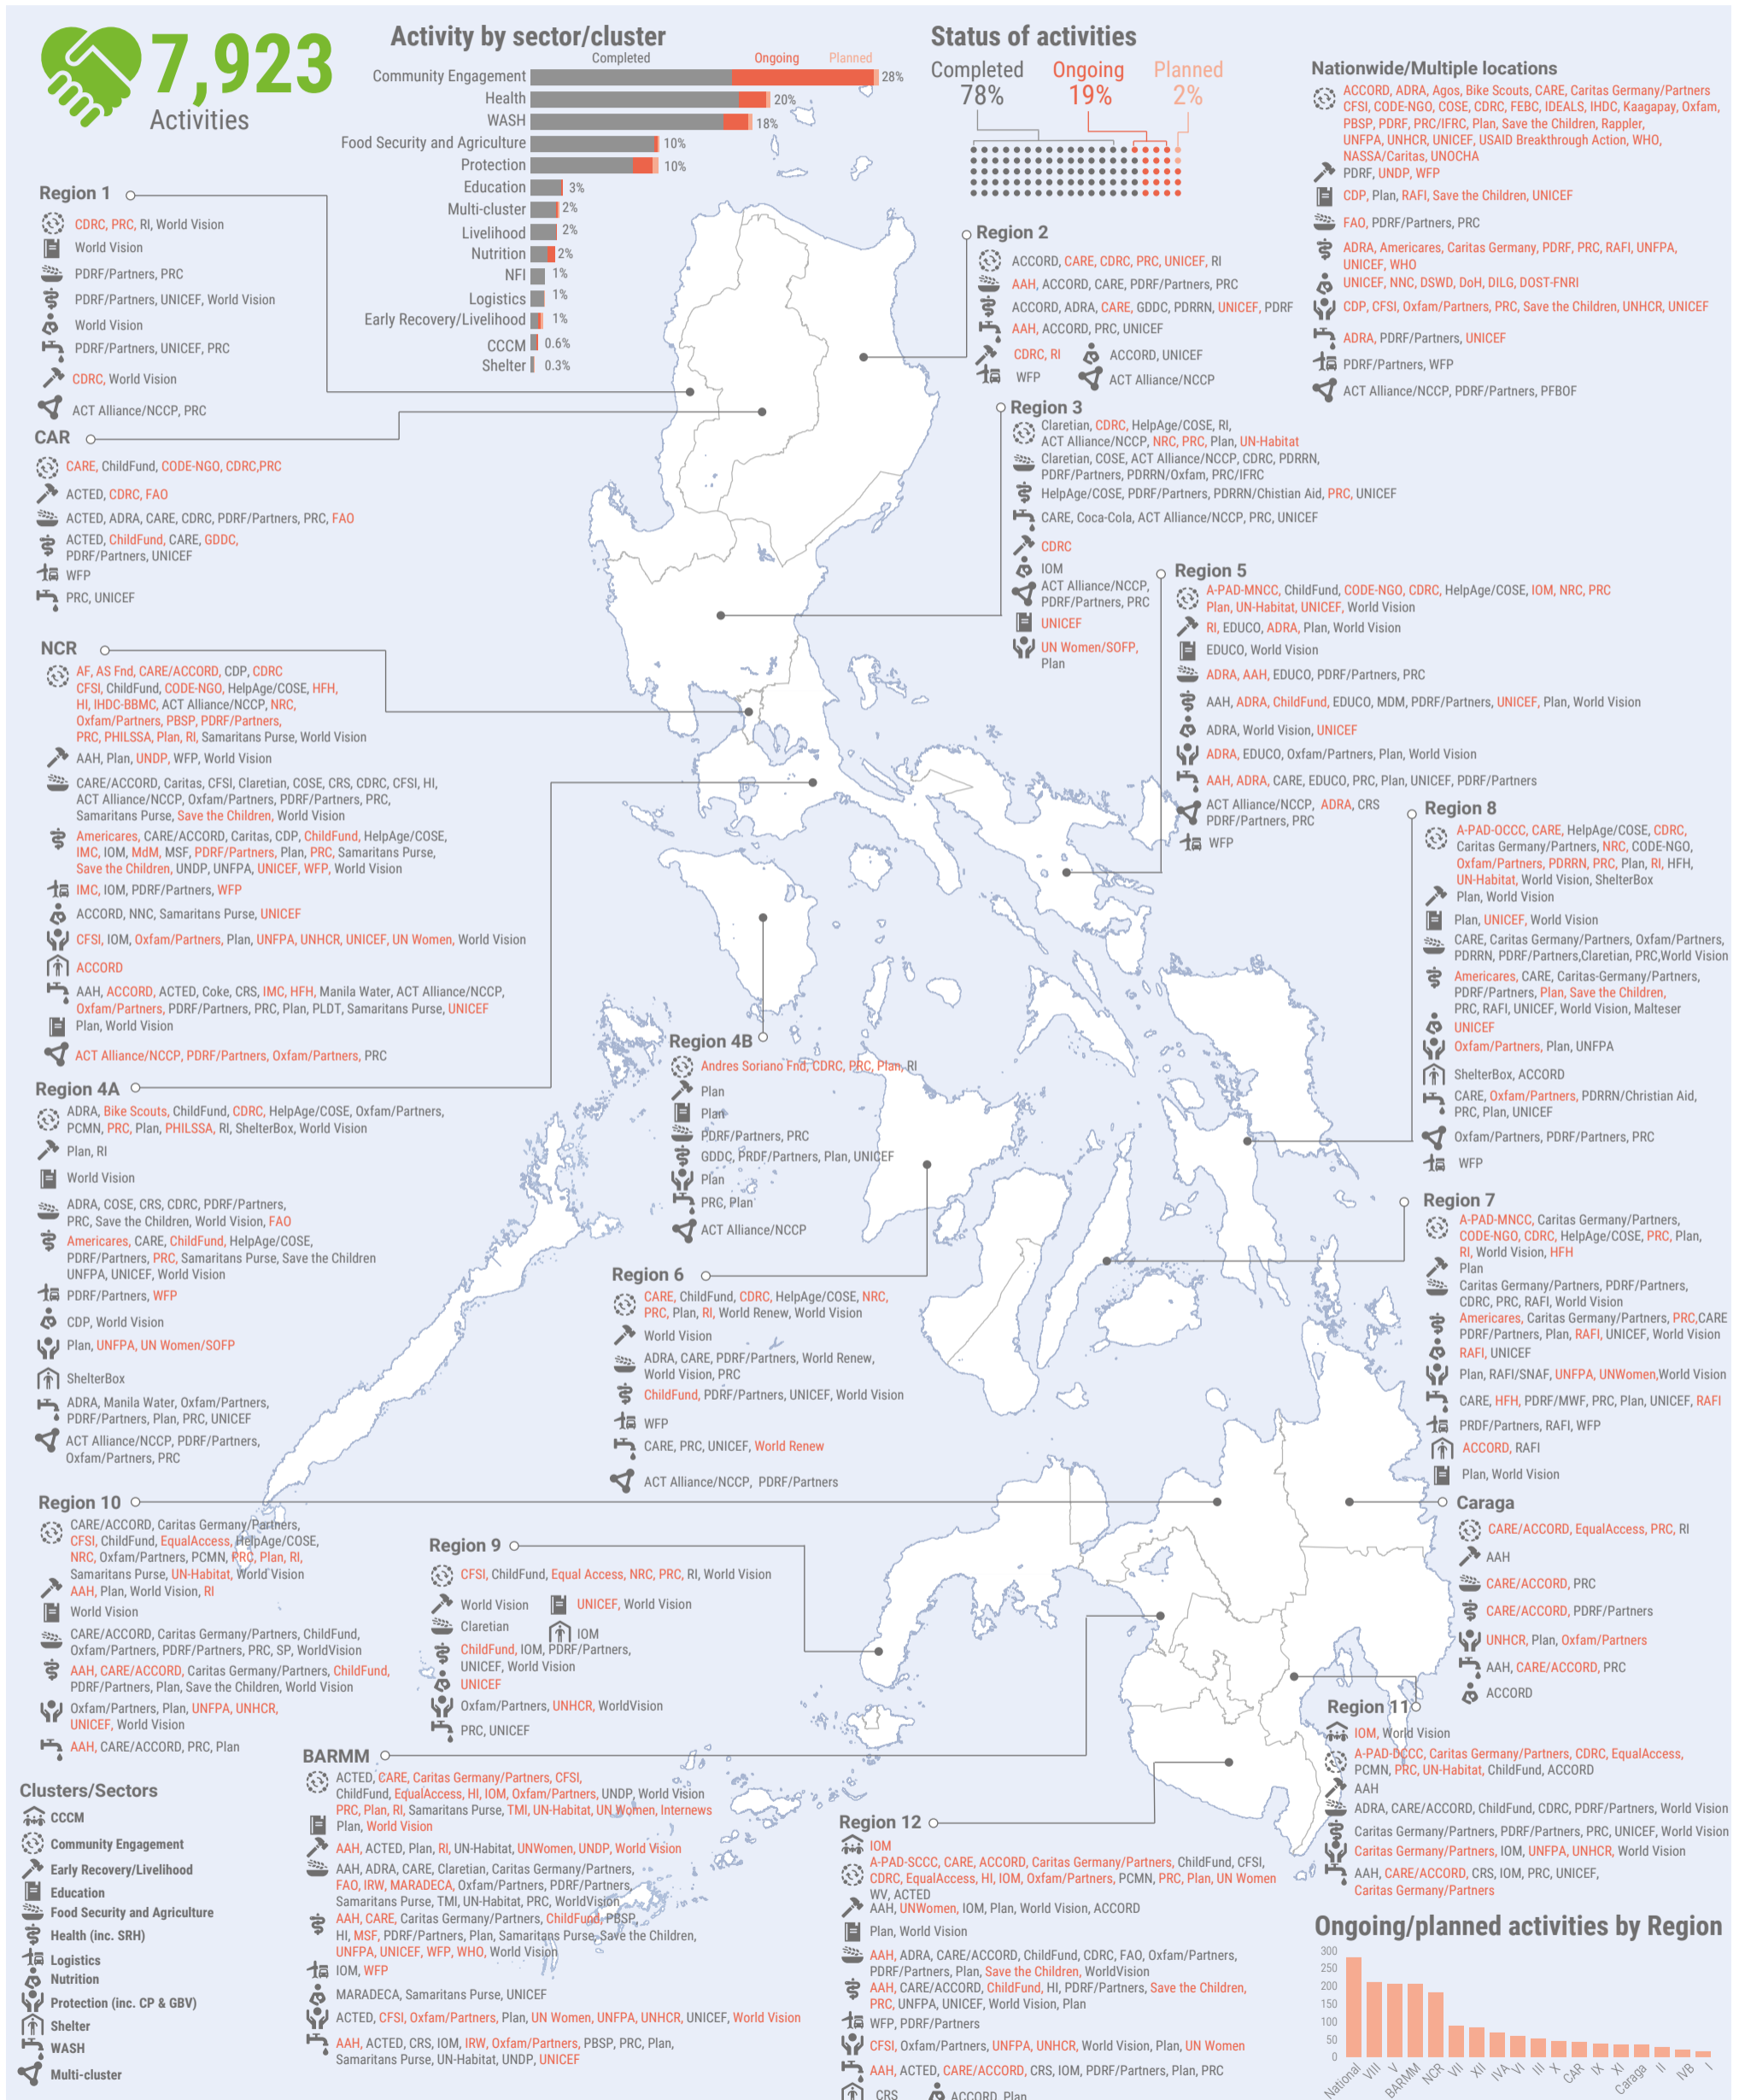 7,923
Activities
Activity by sector/cluster
Completed Ongoing Planned
Community Engagement 28%
Health 20%
WASH 18%
Food Security and Agriculture 10%
Protection 10%
Education 3%
Multi-cluster 2%
Livelihood 2%
Nutrition 2%
NFI 1%
Logistics 1%
Early Recovery/Livelihood 1%
CCCM 0.6%
Shelter 0.3%
Status of activities
Completed Ongoing Planned
78% 19% 2%
Nationwide/Multiple locations
ACCORD, ADRA, Agos, Bike Scouts, CARE, Caritas Germany/Partners
CFSI, CODE-NGO, COSE, CDRC, FEBC, IDEALS, IHDC, Kaagapay, Oxfam,
PBSP, PDRF, PRC/IFRC, Plan, Save the Children, Rappler,
UNFPA, UNHCR, UNICEF, USAID Breakthrough Action, WHO,
NASSA/Caritas, UNOCHA
PDRF, UNDP, WFP
CDP, Plan, RAFI, Save the Children, UNICEF
FAO, PDRF/Partners, PRC
ADRA, Americares, Caritas Germany, PDRF, PRC, RAFI, UNFPA,
UNICEF, WHO
UNICEF, NNC, DSWD, DoH, DILG, DOST-FNRI
CDP, CFSI, Oxfam/Partners, PRC, Save the Children, UNHCR, UNICEF
ADRA, PDRF/Partners, UNICEF
PDRF/Partners, WFP
ACT Alliance/NCCP, PDRF/Partners, PFBOF
Region 1
CDRC, PRC, RI, World Vision
World Vision
PDRF/Partners, PRC
PDRF/Partners, UNICEF, World Vision
World Vision
PDRF/Partners, UNICEF, PRC
CDRC, World Vision
ACT Alliance/NCCP, PRC
CAR
CARE, ChildFund, CODE-NGO, CDRC,PRC
ACTED, CDRC, FAO
ACTED, ADRA, CARE, CDRC, PDRF/Partners, PRC, FAO
ACTED, ChildFund, CARE, GDDC,
PDRF/Partners, UNICEF
WFP
PRC, UNICEF
Region 2
ACCORD, CARE, CDRC, PRC, UNICEF, RI
AAH, ACCORD, CARE, PDRF/Partners, PRC
ACCORD, ADRA, CARE, GDDC, PDRRN, UNICEF, PDRF
AAH, ACCORD, PRC, UNICEF
CDRC, RI ACCORD, UNICEF
WFP ACT Alliance/NCCP
Region 3
Claretian, CDRC, HelpAge/COSE, RI,
ACT Alliance/NCCP, NRC, PRC, Plan, UN-Habitat
Claretian, COSE, ACT Alliance/NCCP, CDRC, PDRRN,
PDRF/Partners, PDRRN/Oxfam, PRC/IFRC
HelpAge/COSE, PDRF/Partners, PDRRN/Chistian Aid, PRC, UNICEF
CARE, Coca-Cola, ACT Alliance/NCCP, PRC, UNICEF
CDRC
IOM
ACT Alliance/NCCP,
PDRF/Partners, PRC
UNICEF
UN Women/SOFP,
Plan
Region 5
A-PAD-MNCC, ChildFund, CODE-NGO, CDRC, HelpAge/COSE, IOM, NRC, PRC
Plan, UN-Habitat, UNICEF, World Vision
RI, EDUCO, ADRA, Plan, World Vision
EDUCO, World Vision
ADRA, AAH, EDUCO, PDRF/Partners, PRC
AAH, ADRA, ChildFund, EDUCO, MDM, PDRF/Partners, UNICEF, Plan, World Vision
ADRA, World Vision, UNICEF
ADRA, EDUCO, Oxfam/Partners, Plan, World Vision
AAH, ADRA, CARE, EDUCO, PRC, Plan, UNICEF, PDRF/Partners
ACT Alliance/NCCP, ADRA, CRS
PDRF/Partners, PRC
WFP
NCR
AF, AS Fnd, CARE/ACCORD, CDP, CDRC
CFSI, ChildFund, CODE-NGO, HelpAge/COSE, HFH,
HI, IHDC-BBMC, ACT Alliance/NCCP, NRC,
Oxfam/Partners, PBSP, PDRF/Partners,
PRC, PHILSSA, Plan, RI, Samaritans Purse, World Vision
AAH, Plan, UNDP, WFP, World Vision
CARE/ACCORD, Caritas, CFSI, Claretian, COSE, CRS, CDRC, CFSI, HI,
ACT Alliance/NCCP, Oxfam/Partners, PDRF/Partners, PRC,
Samaritans Purse, Save the Children, World Vision
Americares, CARE/ACCORD, Caritas, CDP, ChildFund, HelpAge/COSE,
IMC, IOM, MdM, MSF, PDRF/Partners, Plan, PRC, Samaritans Purse,
Save the Children, UNDP, UNFPA, UNICEF, WFP, World Vision
IMC, IOM, PDRF/Partners, WFP
ACCORD, NNC, Samaritans Purse, UNICEF
CFSI, IOM, Oxfam/Partners, Plan, UNFPA, UNHCR, UNICEF, UN Women, World Vision
ACCORD
AAH, ACCORD, ACTED, Coke, CRS, IMC, HFH, Manila Water, ACT Alliance/NCCP,
Oxfam/Partners, PDRF/Partners, PRC, Plan, PLDT, Samaritans Purse, UNICEF
Plan, World Vision
ACT Alliance/NCCP, PDRF/Partners, Oxfam/Partners, PRC
Region 8
A-PAD-OCCC, CARE, HelpAge/COSE, CDRC,
Caritas Germany/Partners, NRC, CODE-NGO,
Oxfam/Partners, PDRRN, PRC, Plan, RI, HFH,
UN-Habitat, World Vision, ShelterBox
Plan, World Vision
Plan, UNICEF, World Vision
CARE, Caritas Germany/Partners, Oxfam/Partners,
PDRRN, PDRF/Partners,Claretian, PRC,World Vision
Americares, CARE, Caritas-Germany/Partners,
PDRF/Partners, Plan, Save the Children,
PRC, RAFI, UNICEF, World Vision, Malteser
UNICEF
Oxfam/Partners, Plan, UNFPA
ShelterBox, ACCORD
CARE, Oxfam/Partners, PDRRN/Christian Aid,
PRC, Plan, UNICEF
Oxfam/Partners, PDRF/Partners, PRC
WFP
Region 4B
Andres Soriano Fnd, CDRC, PRC, Plan, RI
Plan
Plan
PDRF/Partners, PRC
GDDC, PRDF/Partners, Plan, UNICEF
Plan
PRC, Plan
ACT Alliance/NCCP
Region 4A
ADRA, Bike Scouts, ChildFund, CDRC, HelpAge/COSE, Oxfam/Partners,
PCMN, PRC, Plan, PHILSSA, RI, ShelterBox, World Vision
Plan, RI
World Vision
ADRA, COSE, CRS, CDRC, PDRF/Partners,
PRC, Save the Children, World Vision, FAO
Americares, CARE, ChildFund, HelpAge/COSE,
PDRF/Partners, PRC, Samaritans Purse, Save the Children
UNFPA, UNICEF, World Vision
PDRF/Partners, WFP
CDP, World Vision
Plan, UNFPA, UN Women/SOFP
ShelterBox
ADRA, Manila Water, Oxfam/Partners,
PDRF/Partners, Plan, PRC, UNICEF
ACT Alliance/NCCP, PDRF/Partners,
Oxfam/Partners, PRC
Region 6
CARE, ChildFund, CDRC, HelpAge/COSE, NRC,
PRC, Plan, RI, World Renew, World Vision
World Vision
ADRA, CARE, PDRF/Partners, World Renew,
World Vision, PRC
ChildFund, PDRF/Partners, UNICEF, World Vision
WFP
CARE, PRC, UNICEF, World Renew
ACT Alliance/NCCP, PDRF/Partners
Region 7
A-PAD-MNCC, Caritas Germany/Partners,
CODE-NGO, CDRC, HelpAge/COSE, PRC, Plan,
RI, World Vision, HFH
Plan
Caritas Germany/Partners, PDRF/Partners,
CDRC, PRC, RAFI, World Vision
Americares, Caritas Germany/Partners, PRC,CARE
PDRF/Partners, Plan, RAFI, UNICEF, World Vision
RAFI, UNICEF
Plan, RAFI/SNAF, UNFPA, UNWomen,World Vision
CARE, HFH, PDRF/MWF, PRC, Plan, UNICEF, RAFI
PRDF/Partners, RAFI, WFP
ACCORD, RAFI
Plan, World Vision
Region 10
CARE/ACCORD, Caritas Germany/Partners,
CFSI, ChildFund, EqualAccess, HelpAge/COSE,
NRC, Oxfam/Partners, PCMN, PRC, Plan, RI,
Samaritans Purse, UN-Habitat, World Vision
AAH, Plan, World Vision, RI
World Vision
CARE/ACCORD, Caritas Germany/Partners, ChildFund,
Oxfam/Partners, PDRF/Partners, PRC, SP, WorldVision
AAH, CARE/ACCORD, Caritas Germany/Partners, ChildFund,
PDRF/Partners, Plan, Save the Children, World Vision
Oxfam/Partners, Plan, UNFPA, UNHCR,
UNICEF, World Vision
AAH, CARE/ACCORD, PRC, Plan
Region 9
CFSI, ChildFund, Equal Access, NRC, PRC, RI, World Vision
World Vision UNICEF, World Vision
Claretian IOM
ChildFund, IOM, PDRF/Partners,
UNICEF, World Vision
UNICEF
Oxfam/Partners, UNHCR, WorldVision
PRC, UNICEF
Caraga
CARE/ACCORD, EqualAccess, PRC, RI
AAH
CARE/ACCORD, PRC
CARE/ACCORD, PDRF/Partners
UNHCR, Plan, Oxfam/Partners
AAH, CARE/ACCORD, PRC
ACCORD
Region 11
IOM, World Vision
A-PAD-DCCC, Caritas Germany/Partners, CDRC, EqualAccess,
PCMN, PRC, UN-Habitat, ChildFund, ACCORD
AAH
ADRA, CARE/ACCORD, ChildFund, CDRC, PDRF/Partners, World Vision
Caritas Germany/Partners, PDRF/Partners, PRC, UNICEF, World Vision
Caritas Germany/Partners, IOM, UNFPA, UNHCR, World Vision
AAH, CARE/ACCORD, CRS, IOM, PRC, UNICEF,
Caritas Germany/Partners
BARMM
ACTED, CARE, Caritas Germany/Partners, CFSI,
ChildFund, EqualAccess, HI, IOM, Oxfam/Partners, UNDP, World Vision
PRC, Plan, RI, Samaritans Purse, TMI, UN-Habitat, UN Women, Internews
Plan, World Vision
AAH, ACTED, Plan, RI, UN-Habitat, UNWomen, UNDP, World Vision
AAH, ADRA, CARE, Claretian, Caritas Germany/Partners,
FAO, IRW, MARADECA, Oxfam/Partners, PDRF/Partners,
Samaritans Purse, TMI, UN-Habitat, PRC, WorldVision
AAH, CARE, Caritas Germany/Partners, ChildFund, PBSP,
HI, MSF, PDRF/Partners, Plan, Samaritans Purse, Save the Children,
UNFPA, UNICEF, WFP, WHO, World Vision
IOM, WFP
MARADECA, Samaritans Purse, UNICEF
ACTED, CFSI, Oxfam/Partners, Plan, UN Women, UNFPA, UNHCR, UNICEF, World Vision
AAH, ACTED, CRS, IOM, IRW, Oxfam/Partners, PBSP, PRC, Plan,
Samaritans Purse, UN-Habitat, UNDP, UNICEF
Region 12
IOM
A-PAD-SCCC, CARE, ACCORD, Caritas Germany/Partners, ChildFund, CFSI,
CDRC, EqualAccess, HI, IOM, Oxfam/Partners, PCMN, PRC, Plan, UN Women
WV, ACTED
AAH, UNWomen, IOM, Plan, World Vision, ACCORD
Plan, World Vision
AAH, ADRA, CARE/ACCORD, ChildFund, CDRC, FAO, Oxfam/Partners,
PDRF/Partners, Plan, Save the Children, WorldVision
AAH, CARE/ACCORD, ChildFund, HI, PDRF/Partners, Save the Children,
PRC, UNFPA, UNICEF, World Vision, Plan
WFP, PDRF/Partners
CFSI, Oxfam/Partners, UNFPA, UNHCR, World Vision, Plan, UN Women
AAH, ACTED, CARE/ACCORD, CRS, IOM, PDRF/Partners, Plan, PRC
CRS ACCORD, Plan
Clusters/Sectors
CCCM
Community Engagement
Early Recovery/Livelihood
Education
Food Security and Agriculture
Health (inc. SRH)
Logistics
Nutrition
Protection (inc. CP & GBV)
Shelter
WASH
Multi-cluster
Ongoing/planned activities by Region
300
250
200
150
100
50
0
National VIII V BARMM NCR VII XII IVA VI III X CAR IX XI Caraga II IVB I